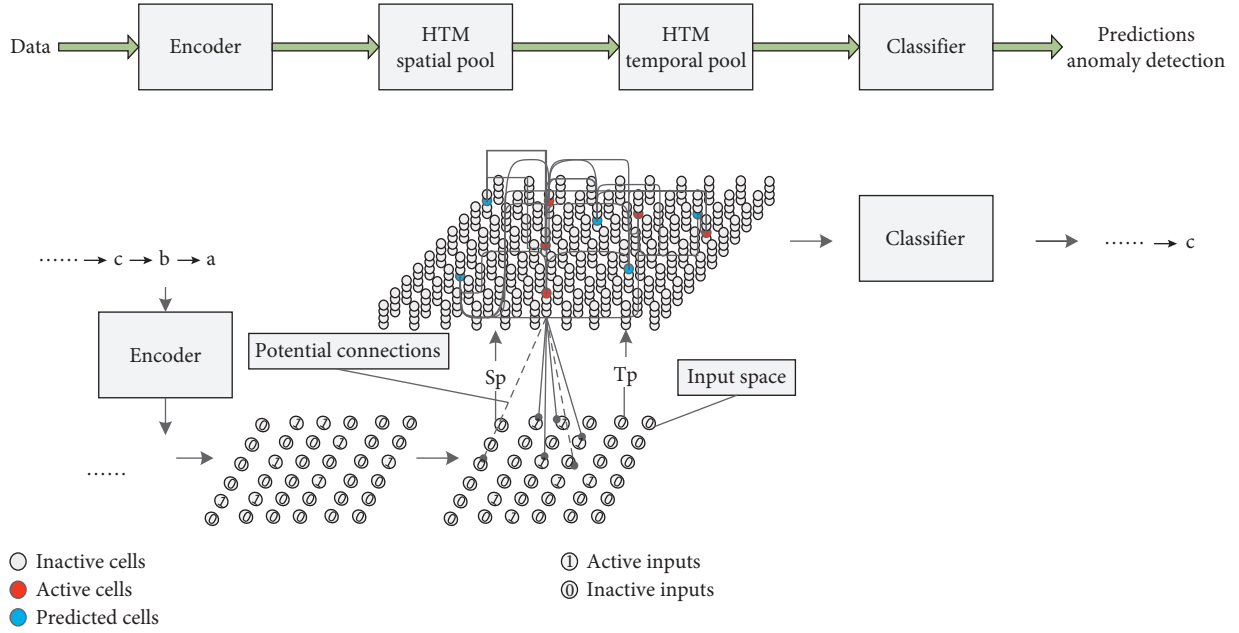 Data
Encoder
HTM
spatial pool
HTM
temporal pool
Classifier
Predictions
anomaly detection
...... → c → b → a
Encoder
......
Potential connections
Sp
Tp
Input space
Classifier
...... → c
Inactive cells
Active cells
Predicted cells
1 Active inputs
0 Inactive inputs